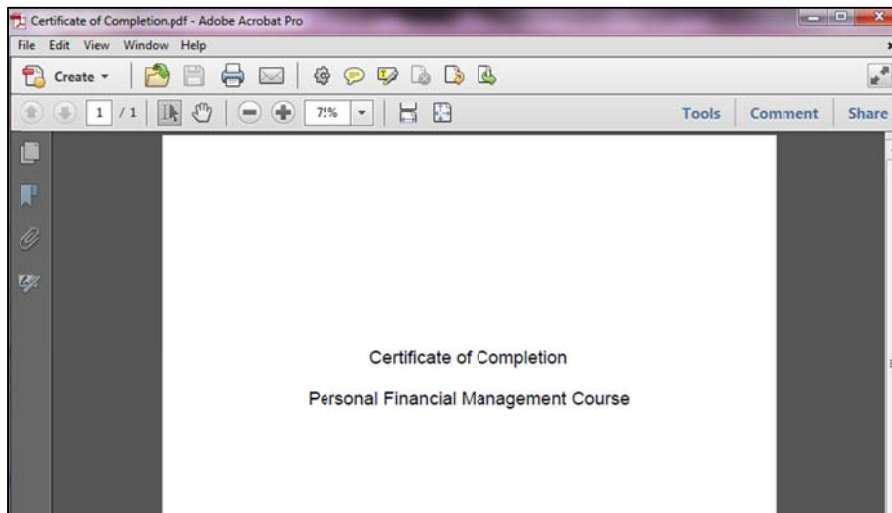 Certificate of Completion.pdf - Adobe Acrobat Pro
File Edit View Window Help
Create
1 / 1 75% Tools Comment Share
Certificate of Completion
Personal Financial Management Course